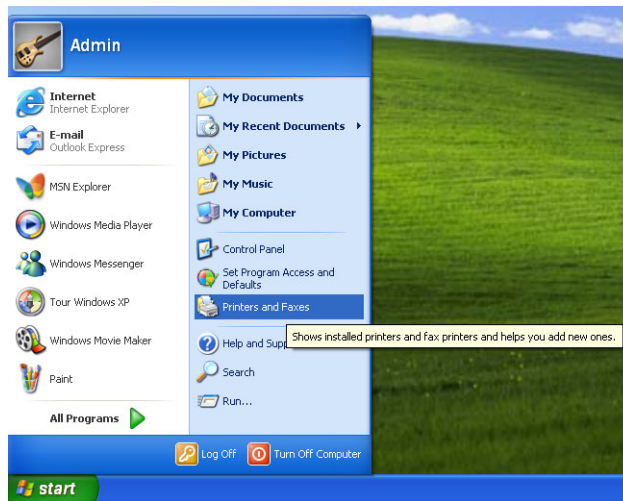 Admin
Internet
Internet Explorer
E-mail
Outlook Express
MSN Explorer
Windows Media Player
Windows Messenger
Tour Windows XP
Windows Movie Maker
Paint
All Programs
My Documents
My Recent Documents
My Pictures
My Music
My Computer
Control Panel
Set Program Access and
Defaults
Printers and Faxes
Shows installed printers and fax printers and helps you add new ones.
Help and Supp
Search
Run...
Log Off
Turn Off Computer
start